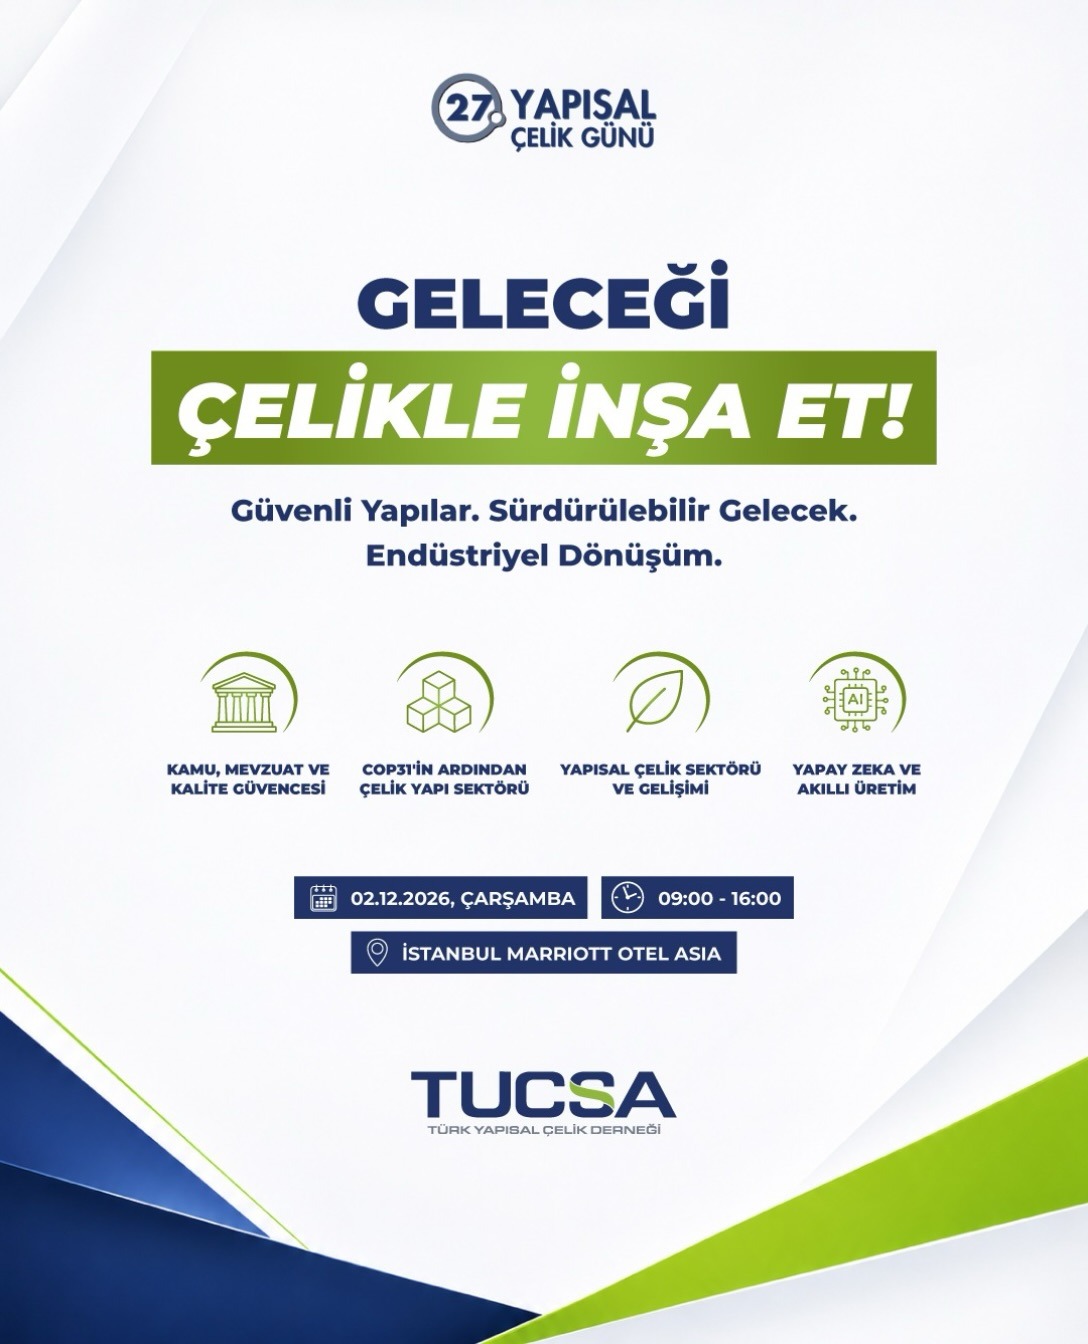 27. YAPISAL
ÇELİK GÜNÜ
GELECEĞİ
ÇELİKLE İNŞA ET!
Güvenli Yapılar. Sürdürülebilir Gelecek.
Endüstriyel Dönüşüm.
KAMU, MEVZUAT VE
KALİTE GÜVENCESİ
COP31'İN ARDINDAN
ÇELİK YAPI SEKTÖRÜ
YAPISAL ÇELİK SEKTÖRÜ
VE GELİŞİMİ
AI
YAPAY ZEKA VE
AKILLI ÜRETİM
02.12.2026, ÇARŞAMBA
09:00 - 16:00
İSTANBUL MARRIOTT OTEL ASIA
TUCSA
TÜRK YAPISAL ÇELİK DERNEĞİ